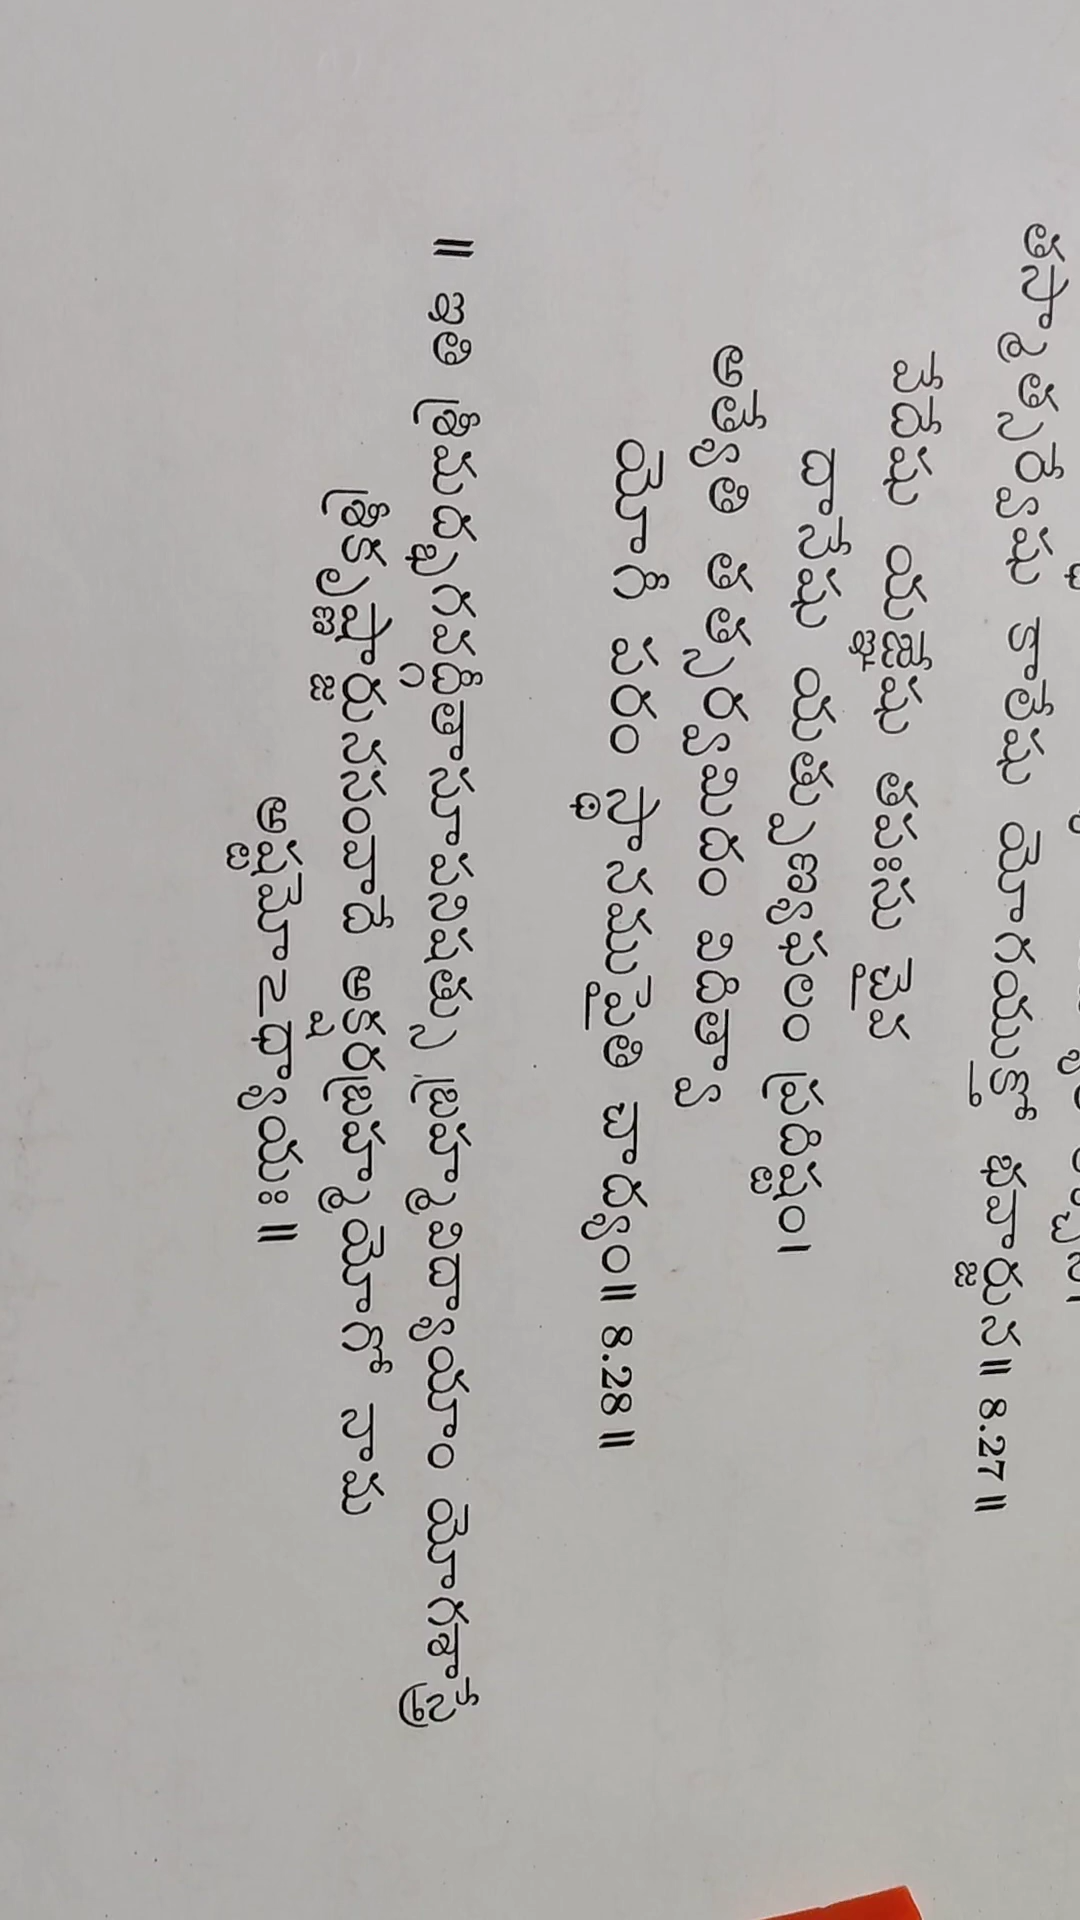 తస్మాత్సర్వేషు కాలేషు యోగయుక్తో భవార్జున॥ 8.27॥
వేదేషు యజ్ఞేషు తపఃసు చైవ
దానేషు యత్పుణ్యఫలం ప్రదిష్టం।
అత్యేతి తత్సర్వమిదం విదిత్వా
యోగీ పరం స్థానముపైతి చాద్యం॥ 8.28॥
॥ ఇతి శ్రీమద్భగవద్గీతాసూపనిషత్సు బ్రహ్మవిద్యాయాం యోగశాస్త్రే
శ్రీకృష్ణార్జునసంవాదే అక్షరబ్రహ్మయోగో నామ
అష్టమోఽధ్యాయః॥